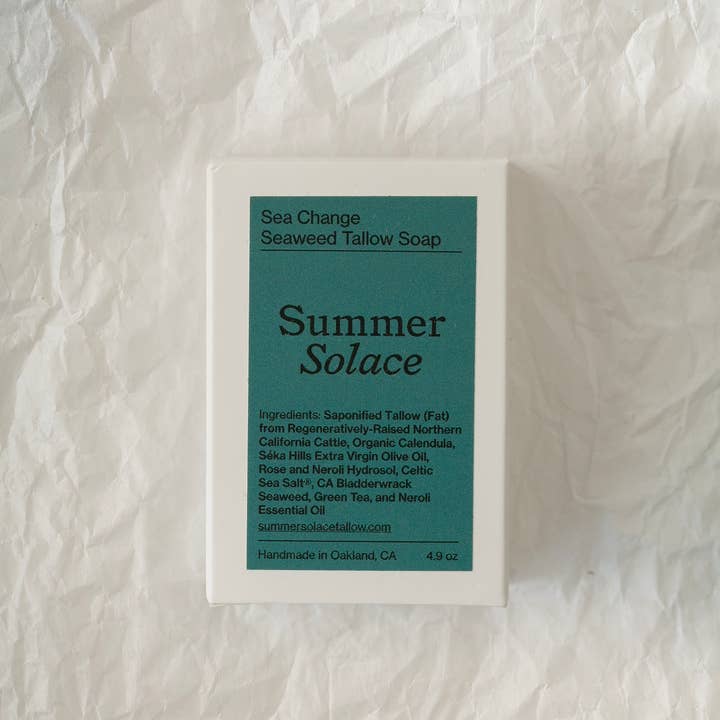 Sea Change
Seaweed Tallow Soap
Summer
Solace
Ingredients: Saponified Tallow (Fat)
from Regeneratively-Raised Northern
California Cattle, Organic Calendula,
Séka Hills Extra Virgin Olive Oil,
Rose and Neroli Hydrosol, Celtic
Sea Salt®, CA Bladderwrack
Seaweed, Green Tea, and Neroli
Essential Oil
summersolacetallow.com
Handmade in Oakland, CA 4.9 oz